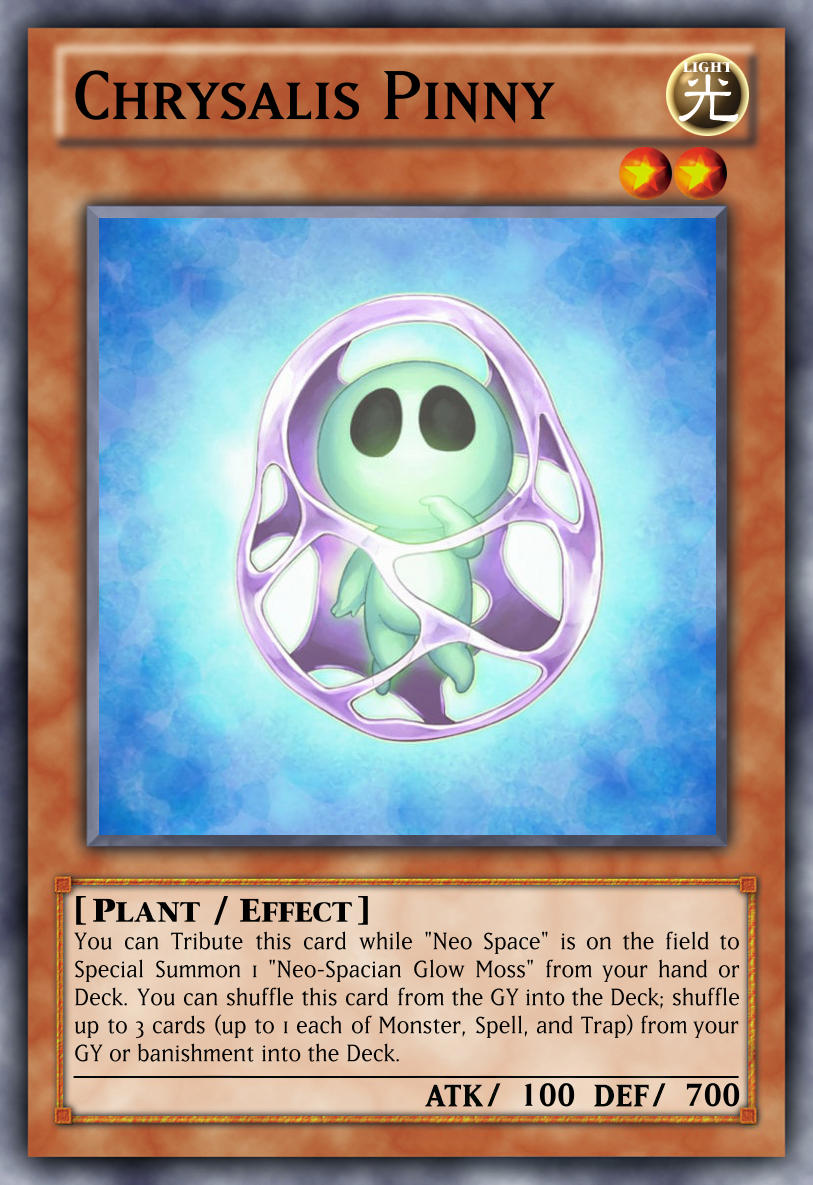 Chrysalis Pinny
LIGHT
光
[ Plant / Effect ]
You can Tribute this card while "Neo Space" is on the field to
Special Summon 1 "Neo-Spacian Glow Moss" from your hand or
Deck. You can shuffle this card from the GY into the Deck; shuffle
up to 3 cards (up to 1 each of Monster, Spell, and Trap) from your
GY or banishment into the Deck.
ATK/ 100 DEF/ 700